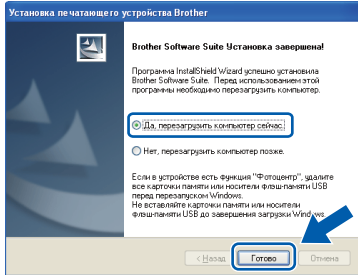 Установка печатающего устройства Brother
Brother Software Suite Установка завершена!
Программа InstallShield Wizard успешно установила
Brother Software Suite. Перед использованием этой
программы необходимо перезагрузить компьютер.
Да, перезагрузить компьютер сейчас.
Нет, перезагрузить компьютер позже.
Если в устройстве есть функция "Фотоцентр", удалите
все карточки памяти или носители флэш-памяти USB
перед перезапуском Windows.
Не вставляйте карточки памяти или носители
флэш-памяти USB до завершения загрузки Windows.
< Назад
Готово
Отмена